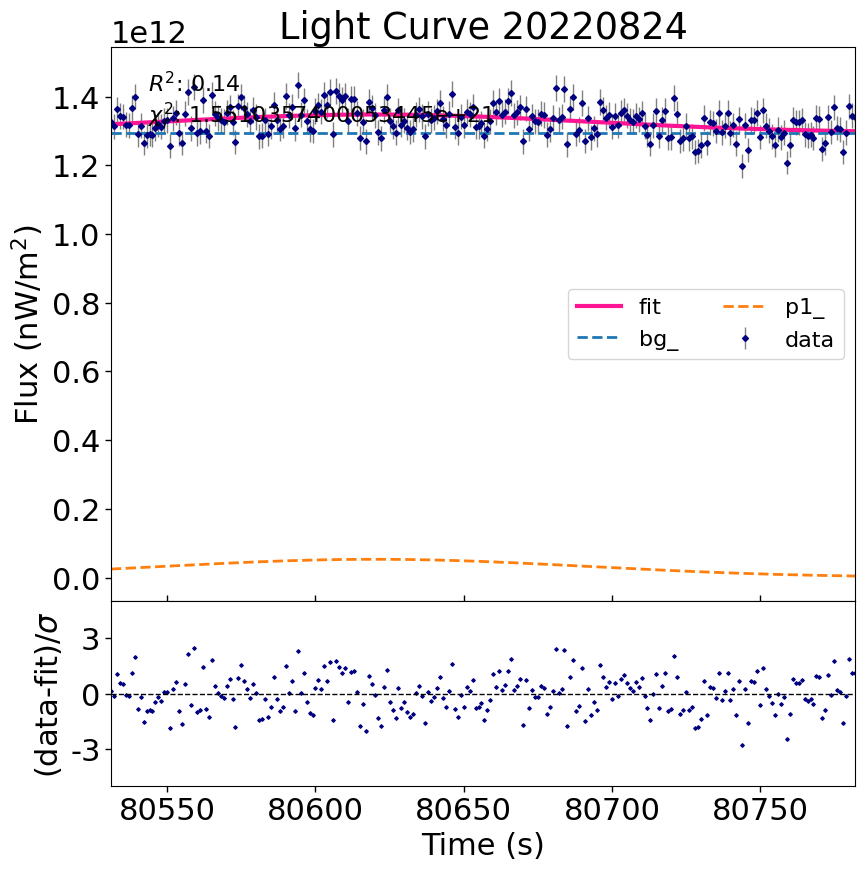 Light Curve 20220824
1e12
R²: 0.14
χ²:
1.4
1.2
1.0
0.8
0.6
0.4
0.2
0.0
Flux (nW/m²)
fit
bg_
p1_
data
3
0
-3
(data-fit)/σ
80550 80600 80650 80700 80750
Time (s)